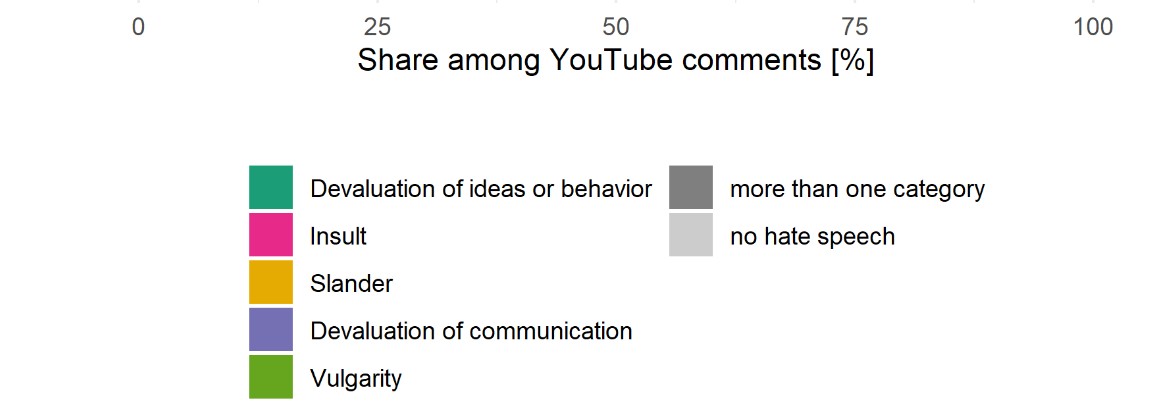 0 25 50 75 100
Share among YouTube comments [%]
Devaluation of ideas or behavior
Insult
Slander
Devaluation of communication
Vulgarity
more than one category
no hate speech